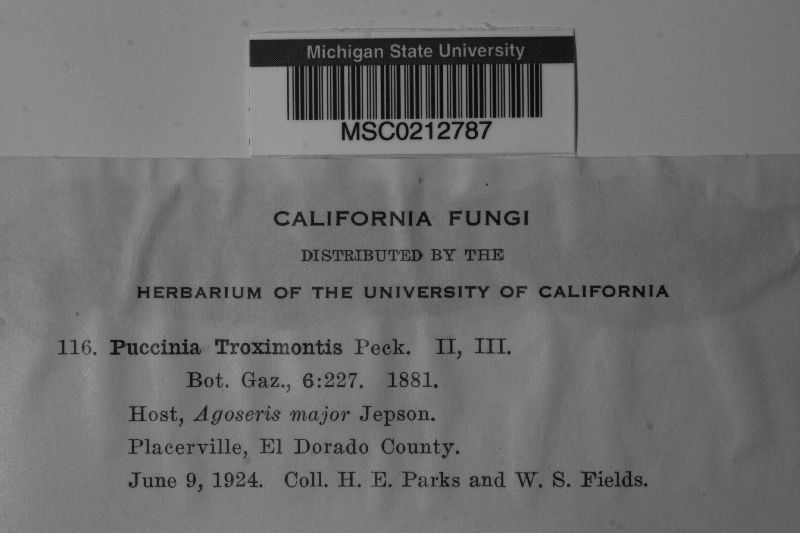 Michigan State University
MSC0212787
CALIFORNIA FUNGI
DISTRIBUTED BY THE
HERBARIUM OF THE UNIVERSITY OF CALIFORNIA
116. Puccinia Troximontis Peck. II, III.
Bot. Gaz., 6:227. 1881.
Host, Agoseris major Jepson.
Placerville, El Dorado County.
June 9, 1924. Coll. H. E. Parks and W. S. Fields.